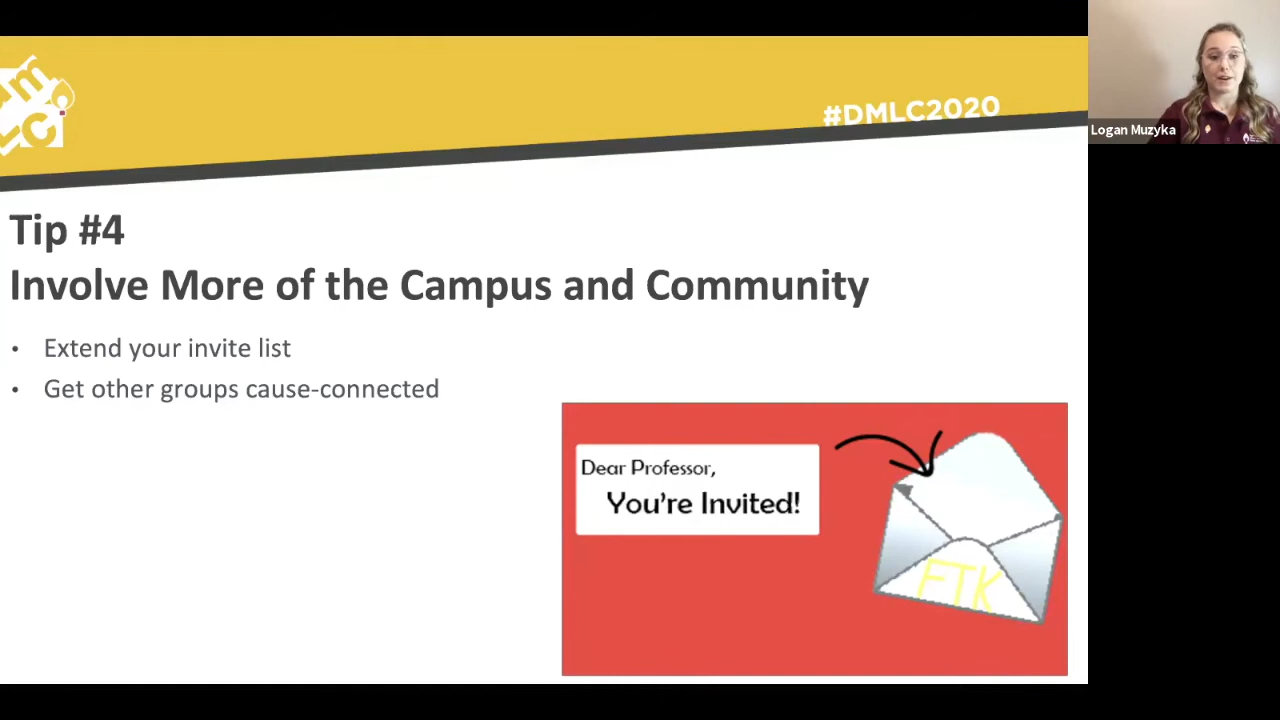 #DMLC2020
Logan Muzyka
Tip #4
Involve More of the Campus and Community
• Extend your invite list
• Get other groups cause-connected
Dear Professor,
You're Invited!
FTK